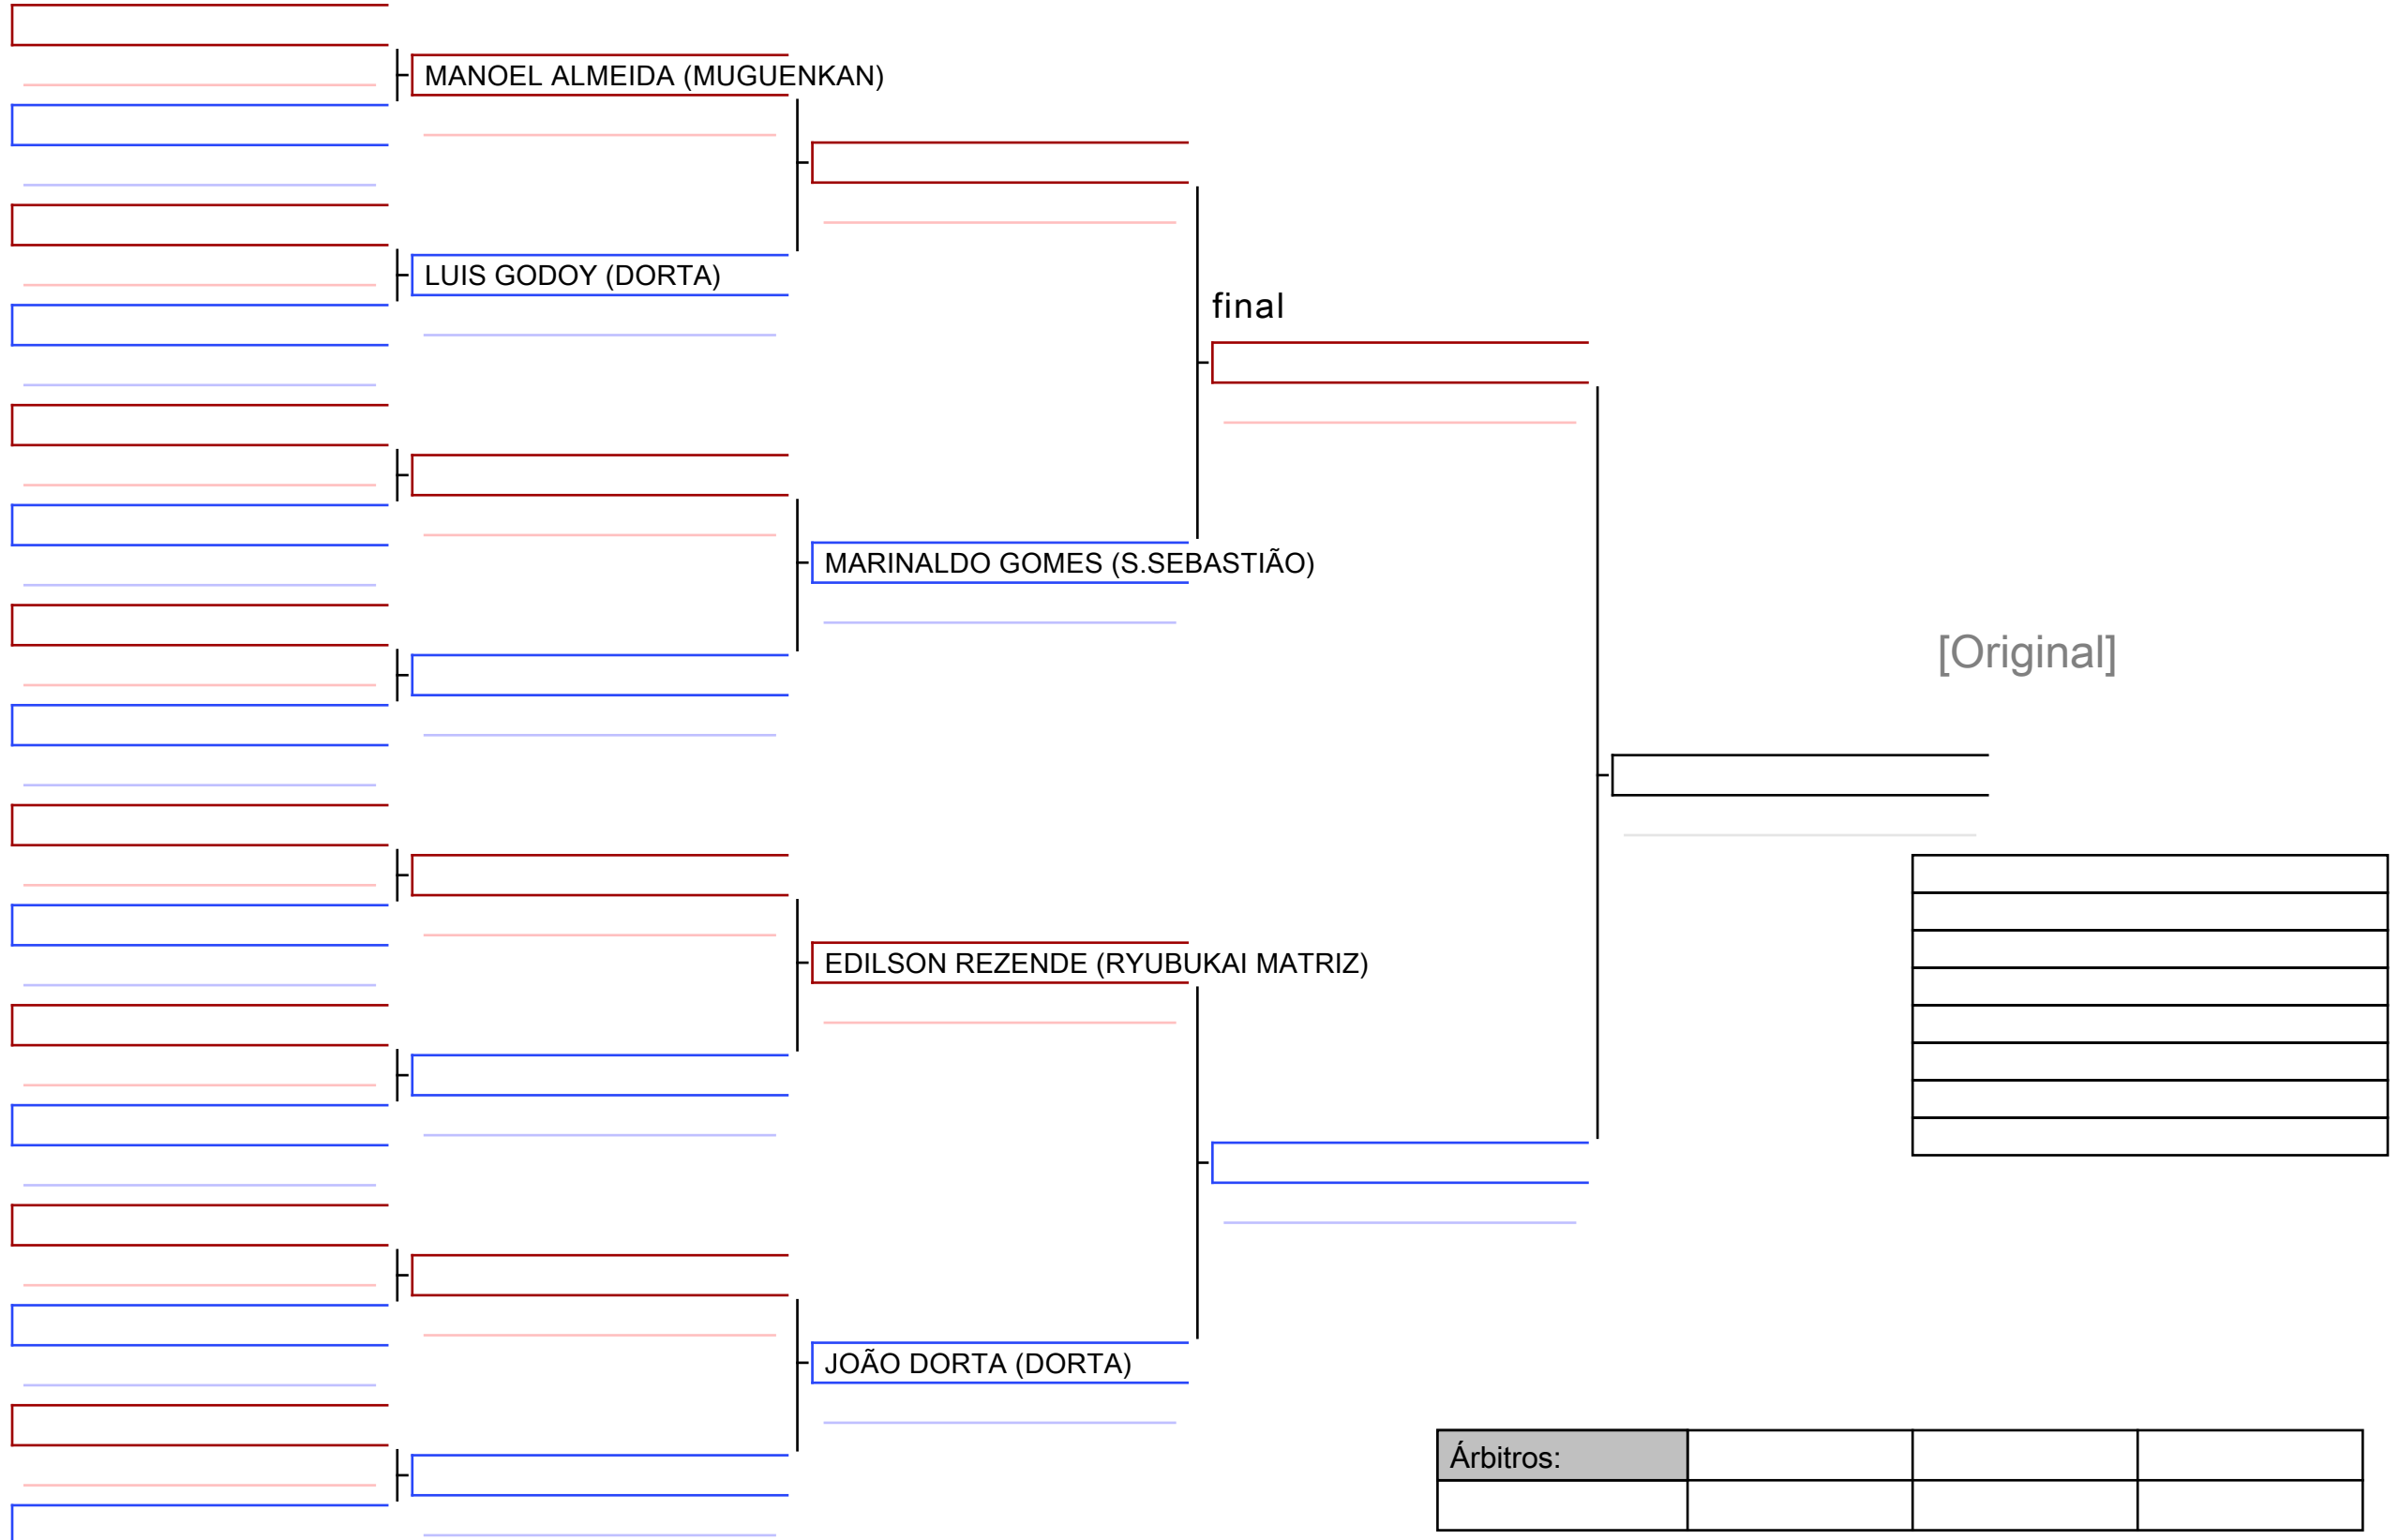 MANOEL ALMEIDA (MUGUENKAN)
LUIS GODOY (DORTA)
final
MARINALDO GOMES (S.SEBASTIÃO)
[Original]
EDILSON REZENDE (RYUBUKAI MATRIZ)
JOÃO DORTA (DORTA)
Árbitros: